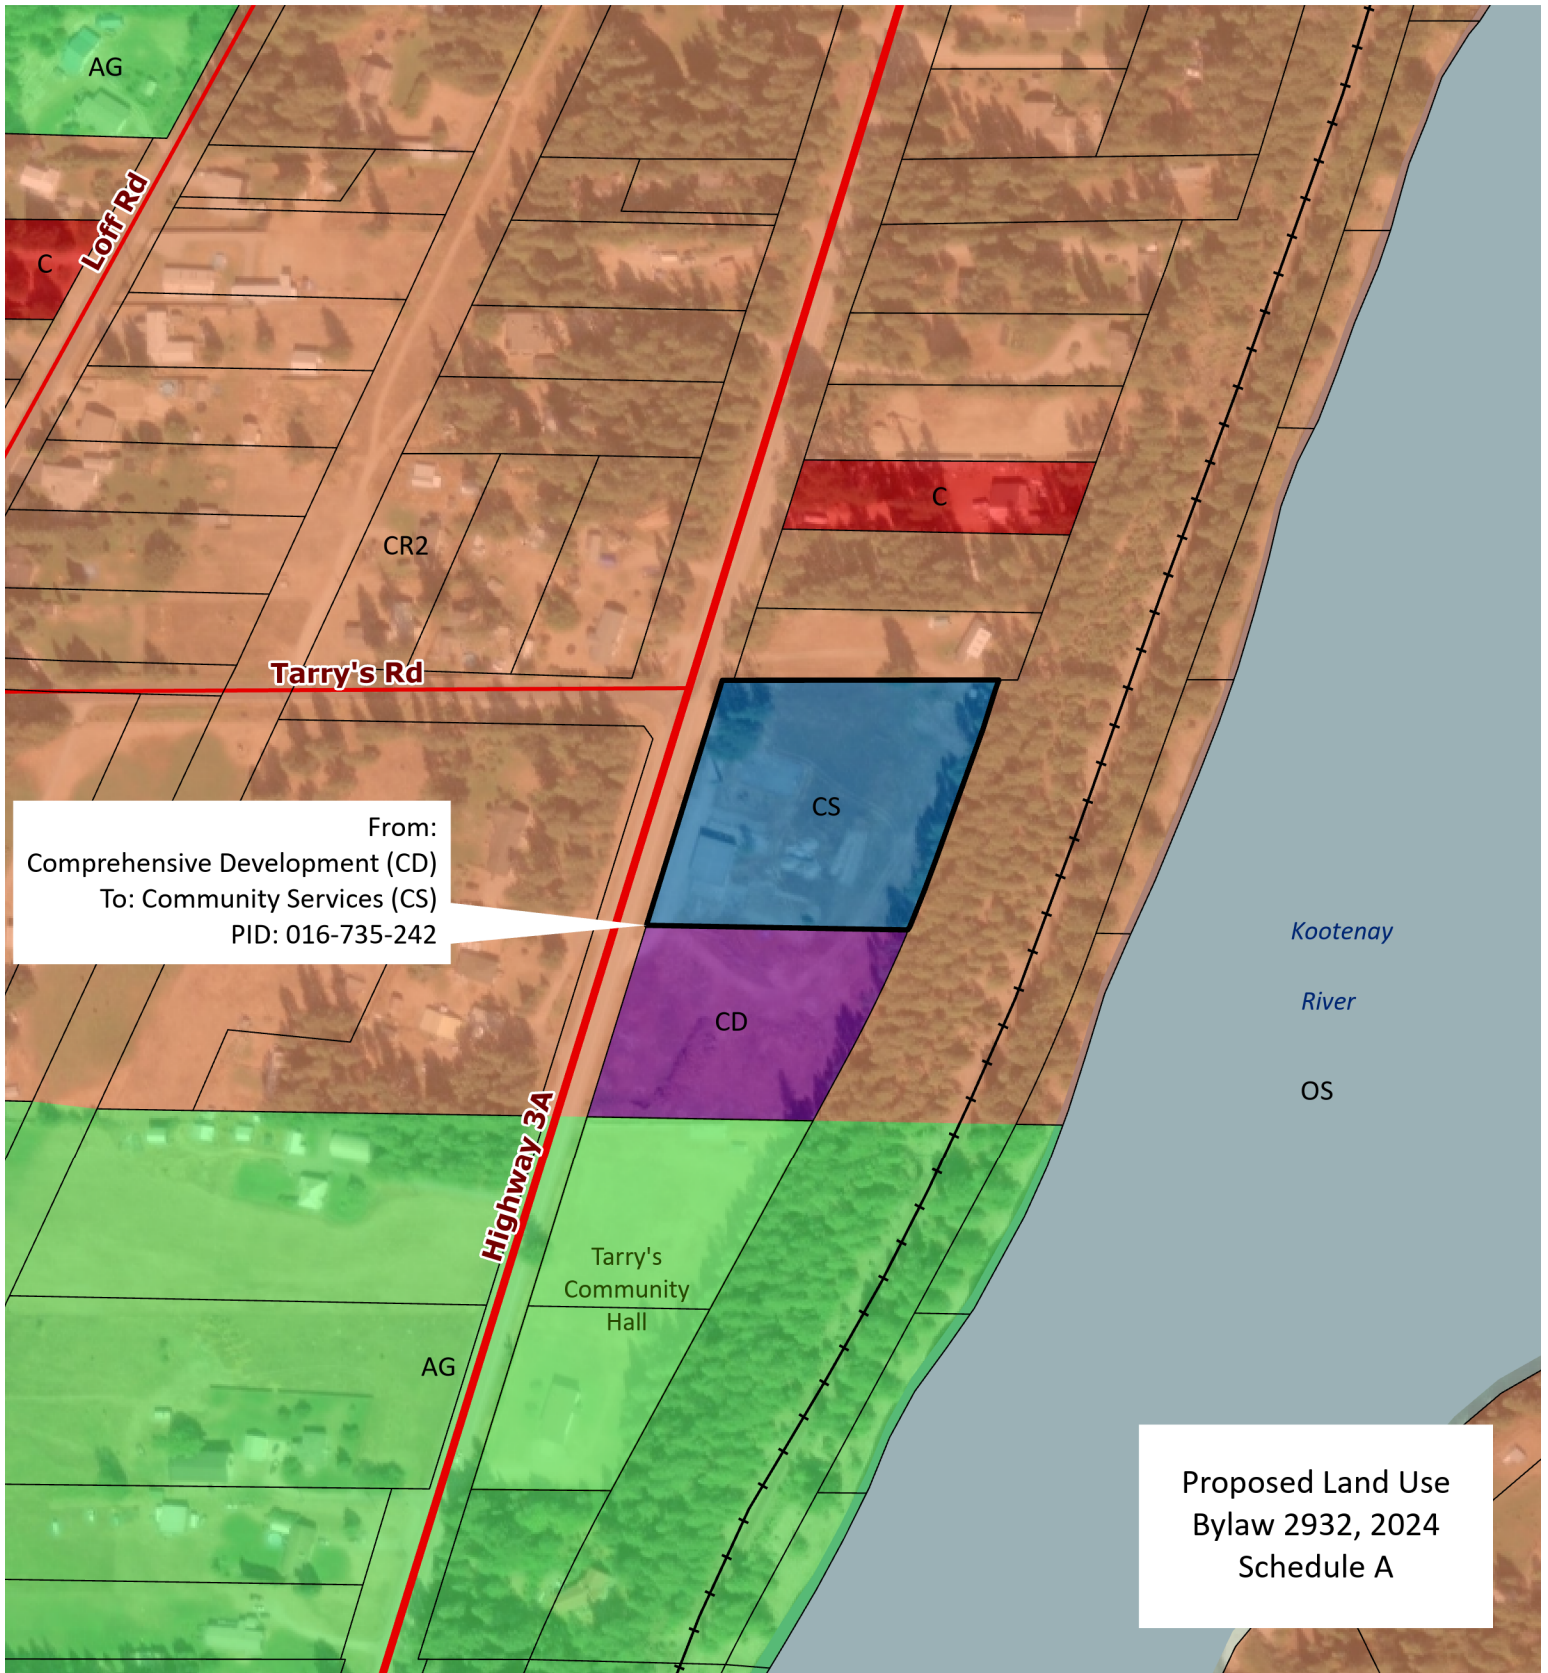 AG
Loff Rd
C
C
CR2
Tarry's Rd
CS
From:
Comprehensive Development (CD)
To: Community Services (CS)
PID: 016-735-242
Kootenay
River
CD
OS
Highway 3A
Tarry's
Community
Hall
AG
Proposed Land Use
Bylaw 2932, 2024
Schedule A